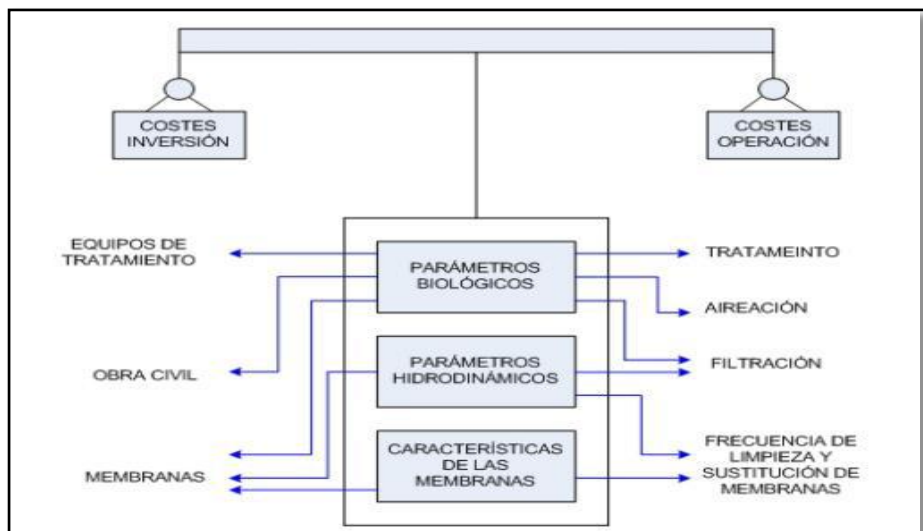 COSTES
INVERSIÓN
COSTES
OPERACIÓN
EQUIPOS DE
TRATAMIENTO
OBRA CIVIL
MEMBRANAS
PARÁMETROS
BIOLÓGICOS
PARÁMETROS
HIDRODINÁMICOS
CARACTERÍSTICAS
DE LAS
MEMBRANAS
TRATAMEINTO
AIREACIÓN
FILTRACIÓN
FRECUENCIA DE
LIMPIEZA Y
SUSTITUCIÓN DE
MEMBRANAS